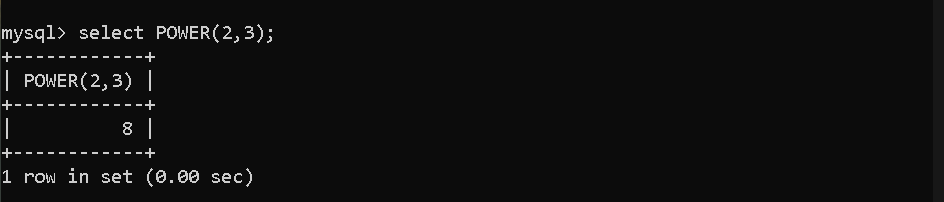 mysql> select POWER(2,3);
+------------+
| POWER(2,3) |
+------------+
|          8 |
+------------+
1 row in set (0.00 sec)